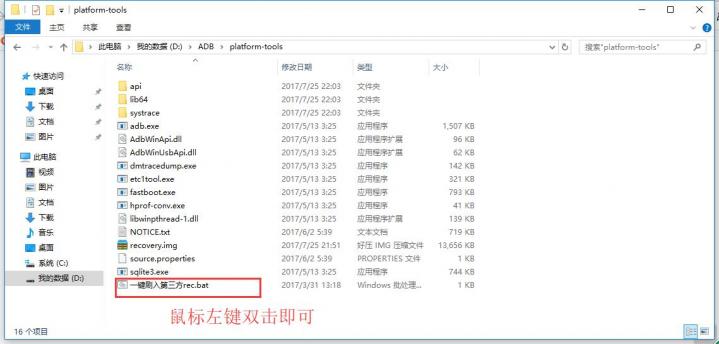 platform-tools
文件
主页
共享
查看
此电脑 > 我的数据 (D:) > ADB > platform-tools
搜索"platform-tools"
名称 修改日期 类型 大小
快速访问
桌面
下载
文档
图片
此电脑
视频
图片
文档
下载
音乐
桌面
系统 (C:)
我的数据 (D:)
api 2017/7/25 22:03 文件夹
lib64 2017/7/25 22:03 文件夹
systrace 2017/7/25 22:03 文件夹
adb.exe 2017/5/13 3:25 应用程序 1,507 KB
AdbWinApi.dll 2017/5/13 3:25 应用程序扩展 96 KB
AdbWinUsbApi.dll 2017/5/13 3:25 应用程序扩展 62 KB
dmtracedump.exe 2017/5/13 3:25 应用程序 142 KB
etc1tool.exe 2017/5/13 3:25 应用程序 321 KB
fastboot.exe 2017/5/13 3:25 应用程序 793 KB
hprof-conv.exe 2017/5/13 3:25 应用程序 41 KB
libwinpthread-1.dll 2017/5/13 3:25 应用程序扩展 139 KB
NOTICE.txt 2017/6/2 5:39 文本文档 719 KB
recovery.img 2017/7/25 21:51 好压 IMG 压缩文件 13,656 KB
source.properties 2017/6/2 5:39 PROPERTIES 文件 1 KB
sqlite3.exe 2017/5/13 3:25 应用程序 744 KB
一键刷入第三方rec.bat 2017/3/31 13:18 Windows 批处理... 1 KB
鼠标左键双击即可
16 个项目